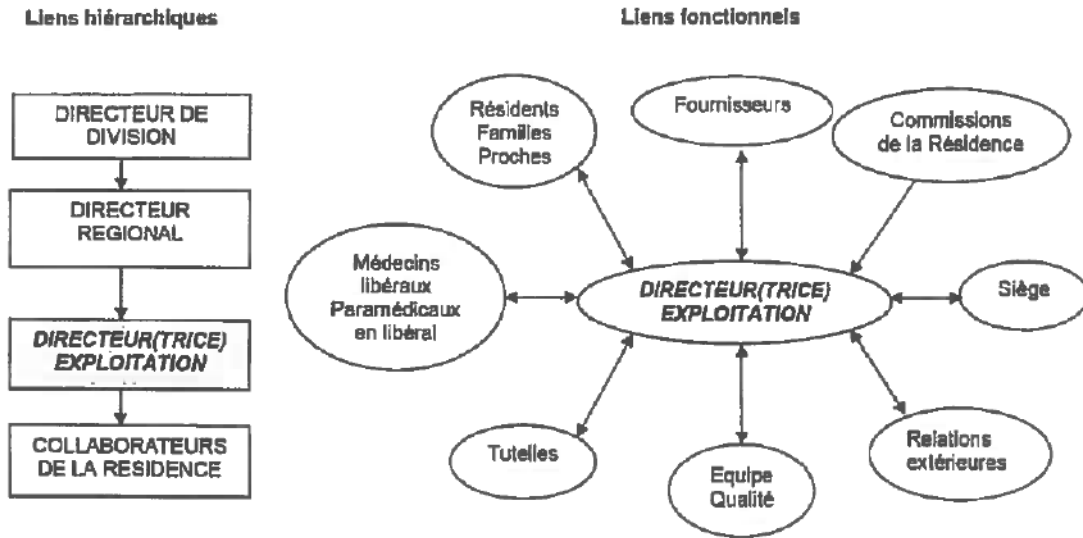 Liens hiérarchiques
DIRECTEUR DE
DIVISION
DIRECTEUR
REGIONAL
DIRECTEUR(TRICE)
EXPLOITATION
COLLABORATEURS
DE LA RESIDENCE
Liens fonctionnels
Résidents
Familles
Proches
Fournisseurs
Commissions
de la Résidence
Médecins
libéraux
Paramédicaux
en libéral
DIRECTEUR(TRICE)
EXPLOITATION
Siège
Tutelles
Equipe
Qualité
Relations
extérieures